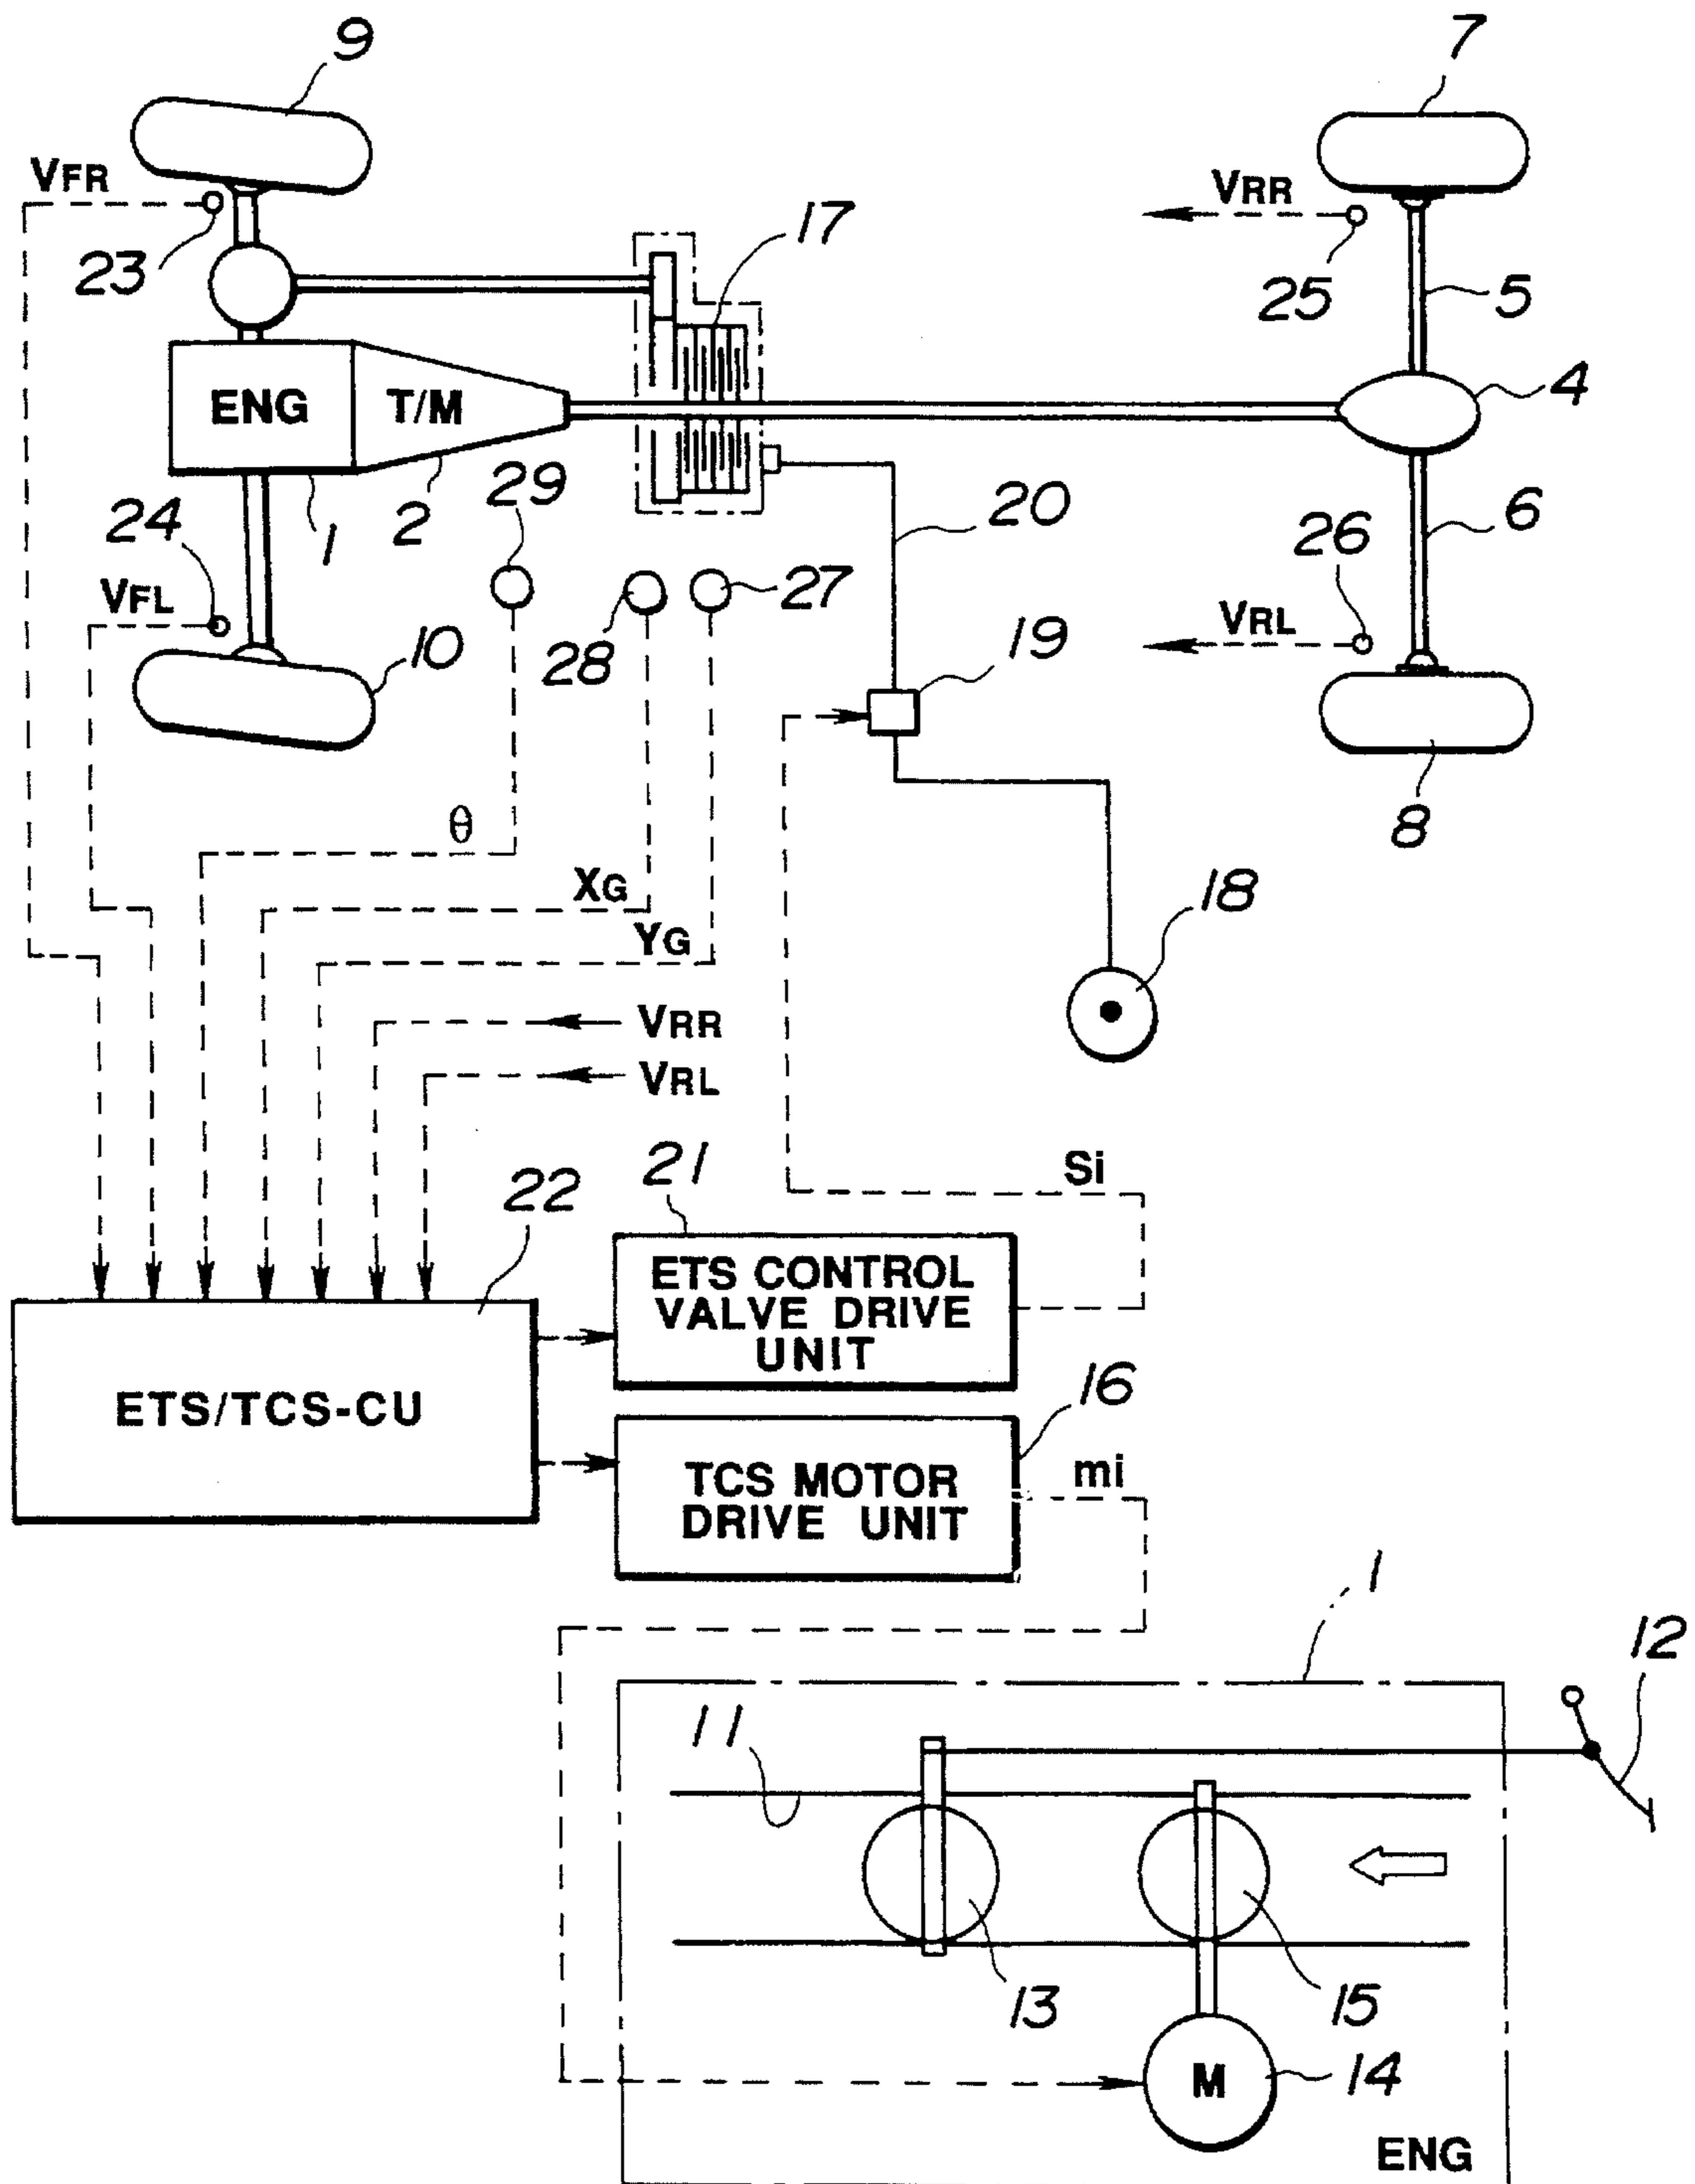 9
7
VFR
17
VRR
23
25
5
ENG
T/M
4
1
2
29
24
20
26
6
VFL
27
28
VRL
10
19
8
θ
XG
18
YG
VRR
VRL
21
Si
22
ETS CONTROL
VALVE DRIVE
UNIT
16
ETS/TCS-CU
TCS MOTOR
DRIVE UNIT
mi
1
12
11
13
15
M
14
ENG